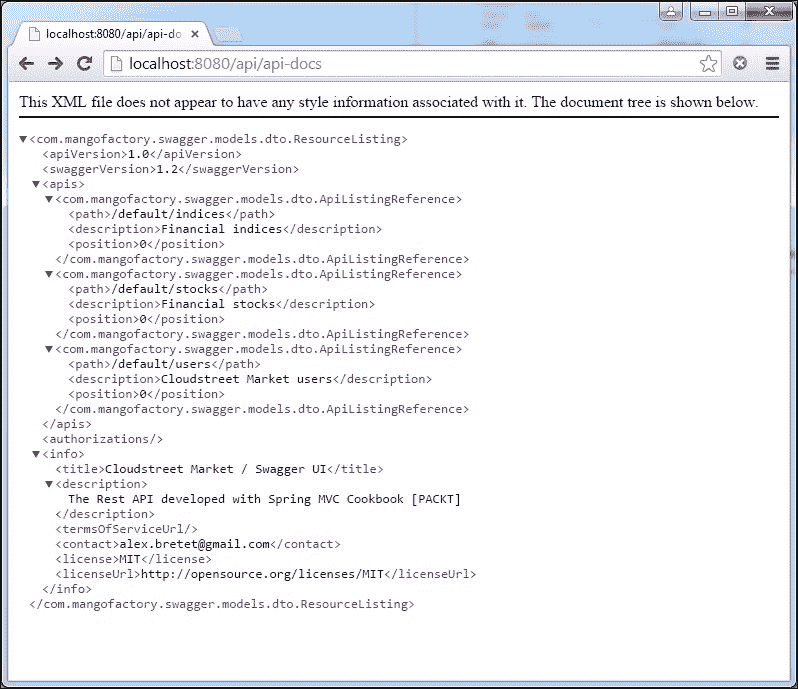 localhost:8080/api/api-do
localhost:8080/api/api-docs
This XML file does not appear to have any style information associated with it. The document tree is shown below.
▼<com.mangofactory.swagger.models.dto.ResourceListing>
<apiVersion>1.0</apiVersion>
<swaggerVersion>1.2</swaggerVersion>
▼<apis>
▼<com.mangofactory.swagger.models.dto.ApiListingReference>
<path>/default/indices</path>
<description>Financial indices</description>
<position>0</position>
</com.mangofactory.swagger.models.dto.ApiListingReference>
▼<com.mangofactory.swagger.models.dto.ApiListingReference>
<path>/default/stocks</path>
<description>Financial stocks</description>
<position>0</position>
</com.mangofactory.swagger.models.dto.ApiListingReference>
▼<com.mangofactory.swagger.models.dto.ApiListingReference>
<path>/default/users</path>
<description>Cloudstreet Market users</description>
<position>0</position>
</com.mangofactory.swagger.models.dto.ApiListingReference>
</apis>
<authorizations/>
▼<info>
<title>Cloudstreet Market / Swagger UI</title>
▼<description>
The Rest API developed with Spring MVC Cookbook [PACKT]
</description>
<termsOfServiceUrl/>
<contact>alex.bretet@gmail.com</contact>
<license>MIT</license>
<licenseUrl>http://opensource.org/licenses/MIT</licenseUrl>
</info>
</com.mangofactory.swagger.models.dto.ResourceListing>